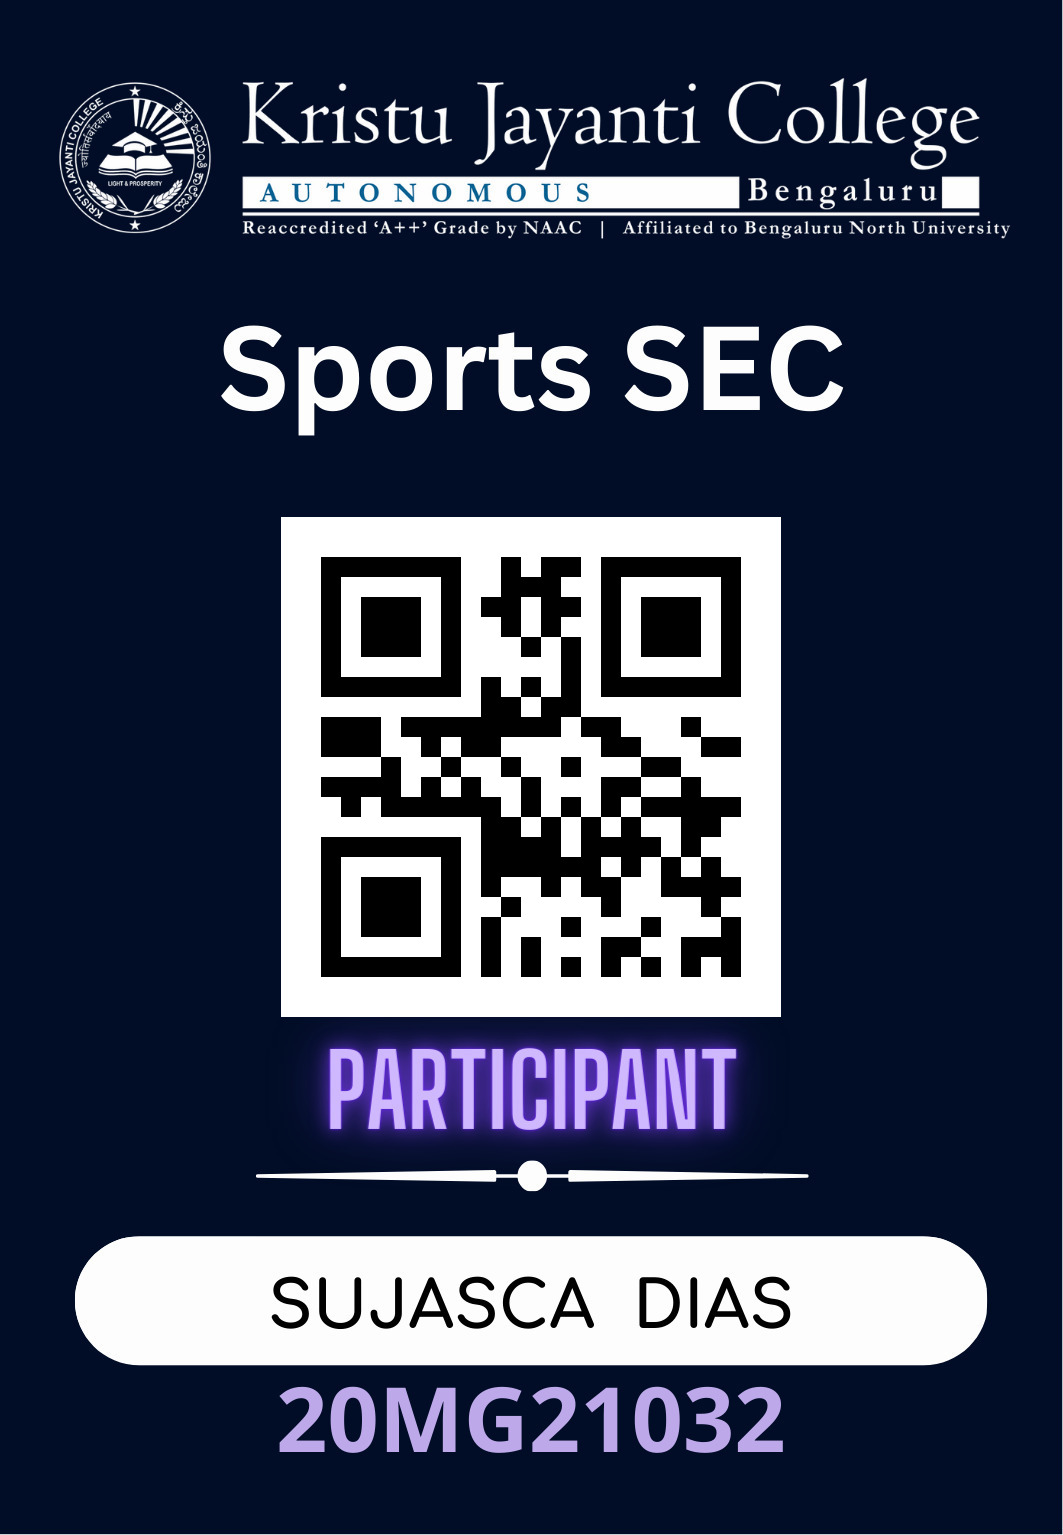 KRISTU JAYANTI COLLEGE
ज्योतिसंवाद्याय
ಕ್ರಿಸ್ತು ಜಯಂತಿ ಕಾಲೇಜು
LIGHT & PROSPERITY
Kristu Jayanti College
AUTONOMOUS Bengaluru
Reaccredited ‘A++’ Grade by NAAC | Affiliated to Bengaluru North University
Sports SEC
PARTICIPANT
SUJASCA DIAS
20MG21032